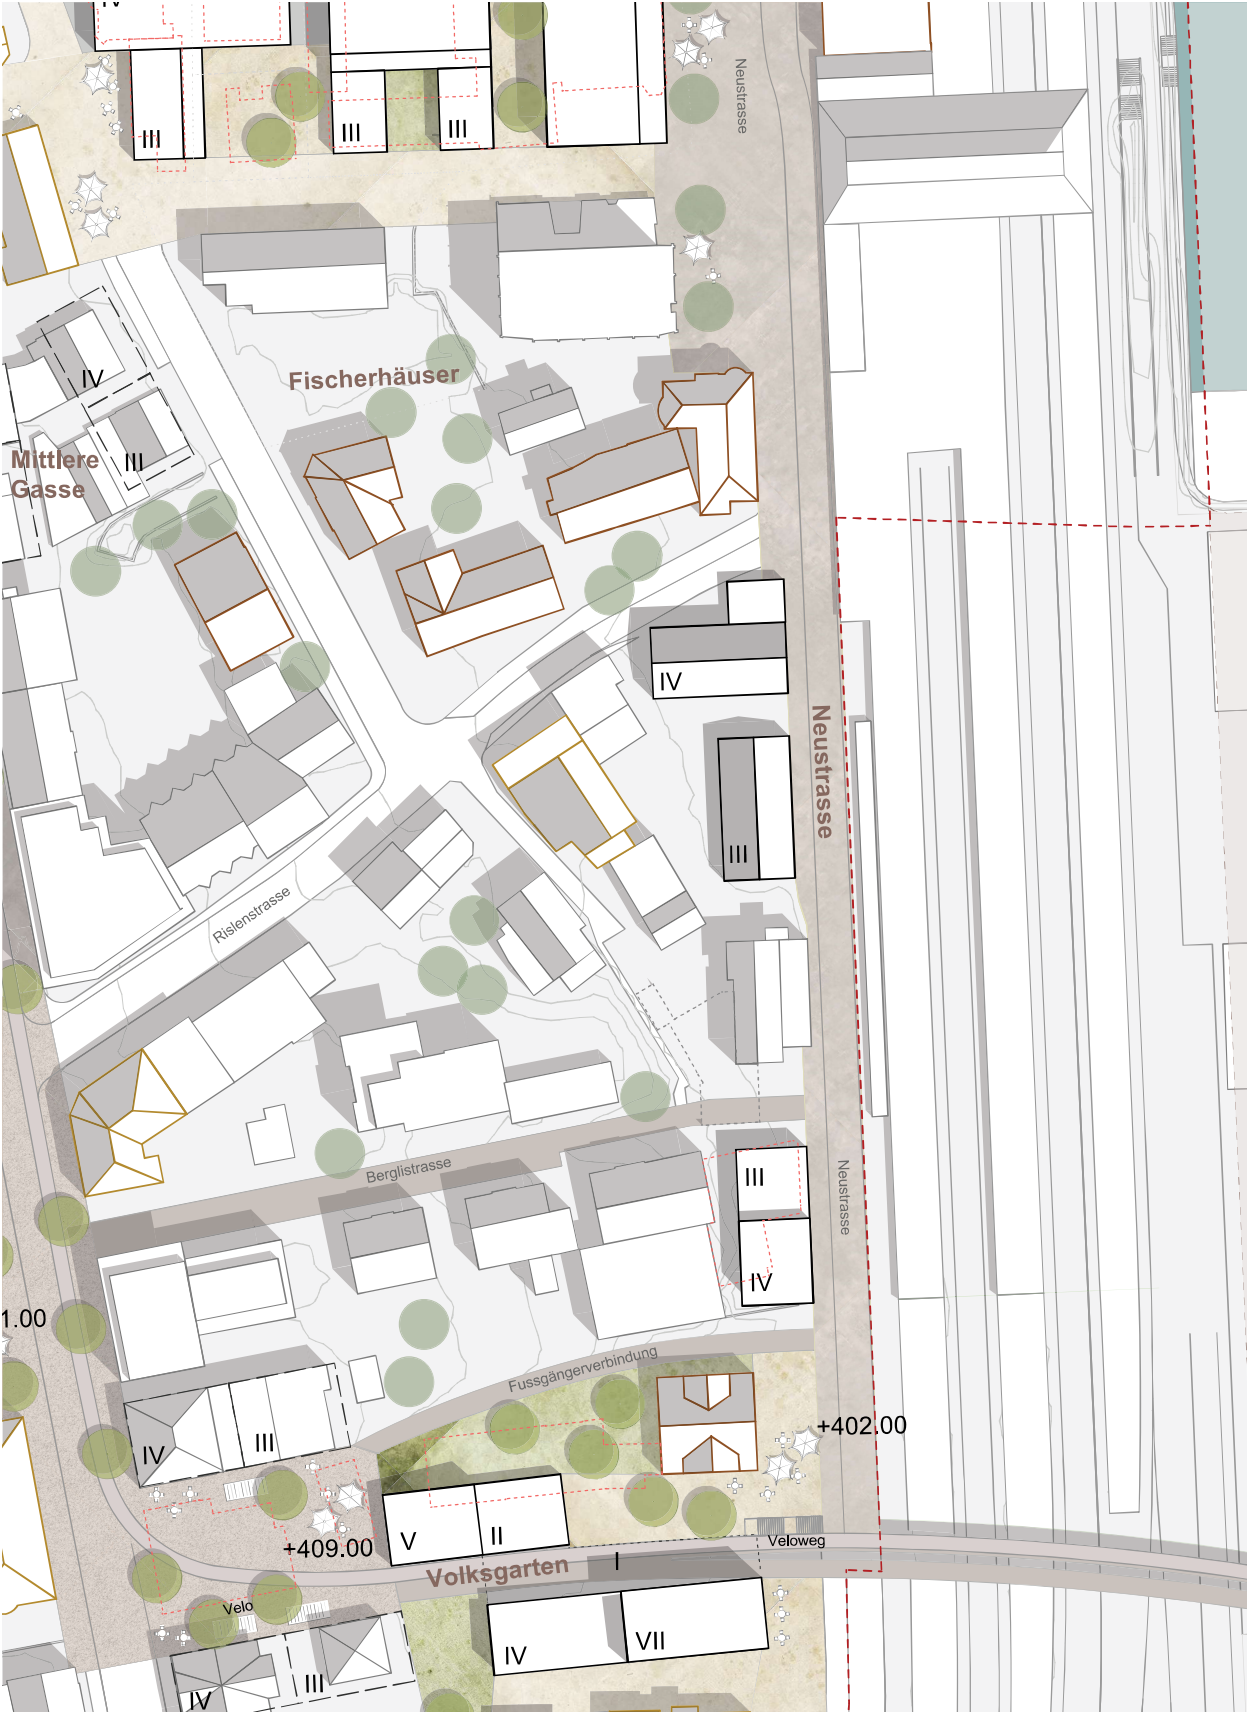 IV
III
III
III
Neustrasse
Fischerhäuser
IV
III
Mittlere
Gasse
IV
Neustrasse
III
Rislenstrasse
Berglistrasse
III
Neustrasse
IV
1.00
Fussgängerverbindung
+402.00
IV
III
V
II
+409.00
Veloweg
I
Volksgarten
Velo
IV
VII
III
IV